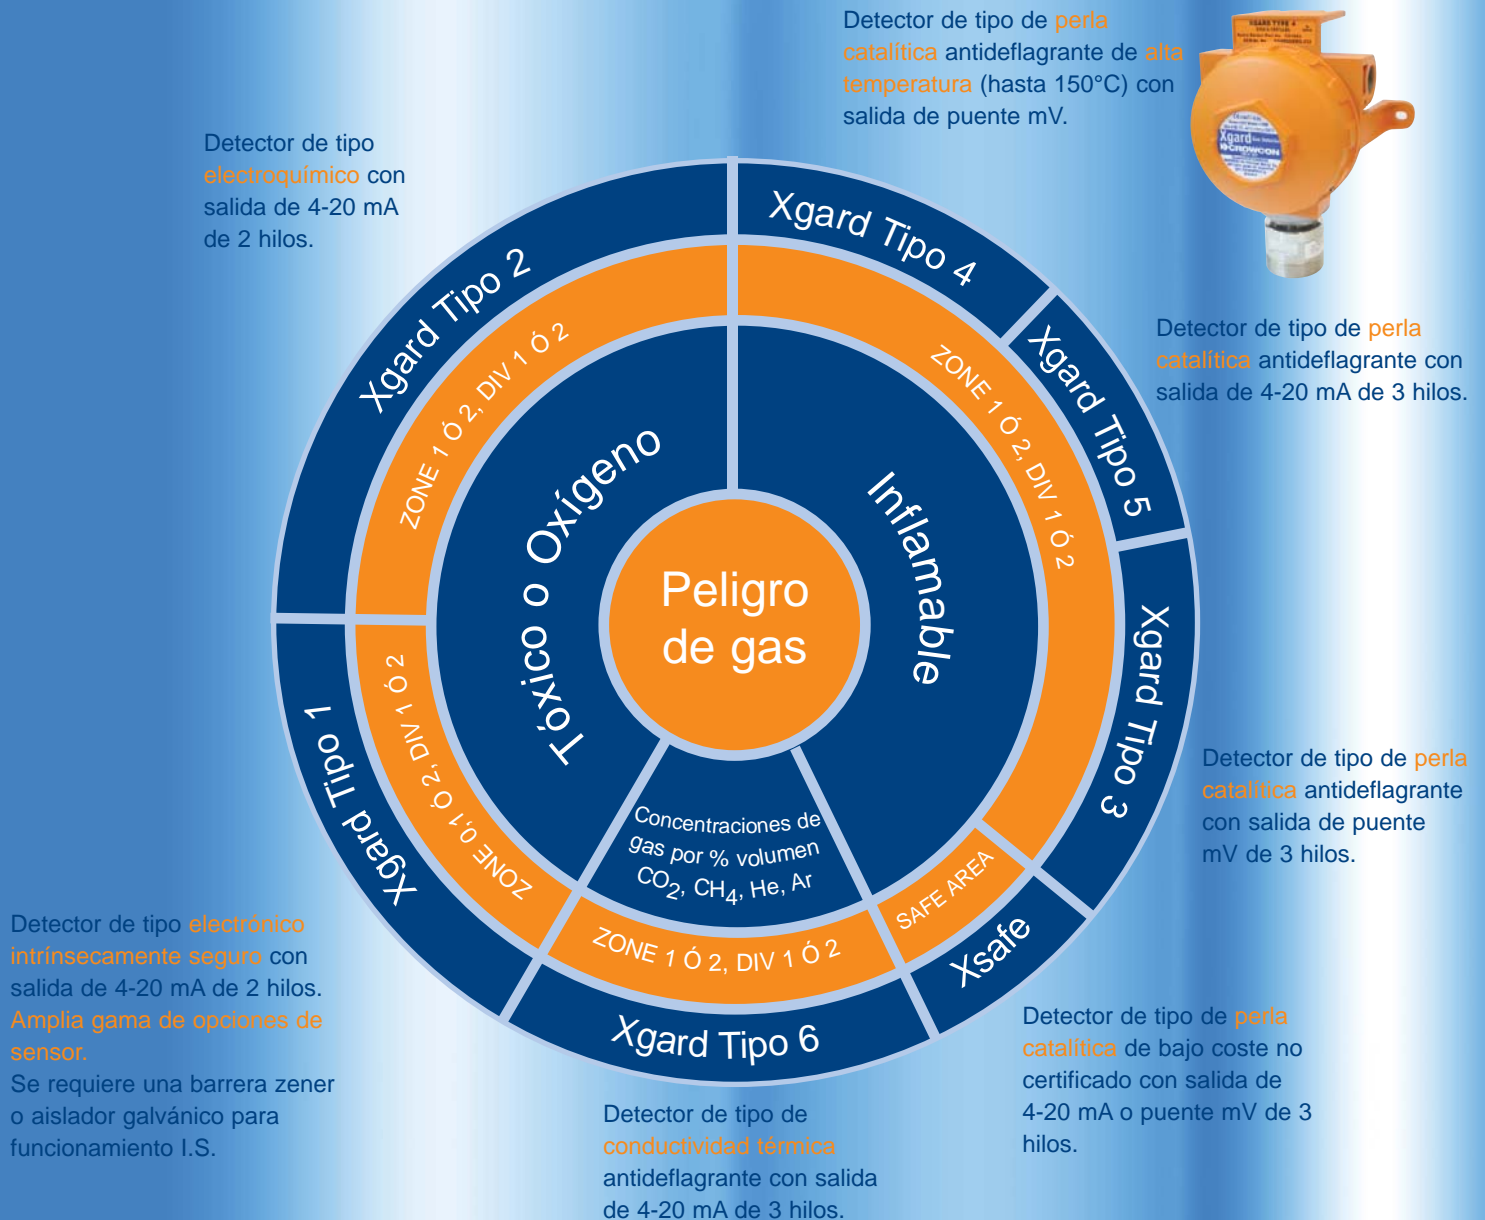 Detector de tipo de perla
catalítica antideflagrante de alta
temperatura (hasta 150°C) con
salida de puente mV.
XGARD TYPE 4
Xgard
CROWCON
Detector de tipo
electroquímico con
salida de 4-20 mA
de 2 hilos.
Xgard Tipo 2
Xgard Tipo 4
Xgard Tipo 5
Detector de tipo de perla
catalítica antideflagrante con
salida de 4-20 mA de 3 hilos.
ZONE 1 Ó 2, DIV 1 Ó 2
ZONE 1 Ó 2, DIV 1 Ó 2
Tóxico o Oxígeno
Inflamable
Peligro
de gas
Xgard Tipo 3
Detector de tipo de perla
catalítica antideflagrante
con salida de puente
mV de 3 hilos.
Xgard Tipo 1
ZONE 0,1 Ó 2, DIV 1 Ó 2
Concentraciones de
gas por % volumen
CO2, CH4, He, Ar
SAFE AREA
ZONE 1 Ó 2, DIV 1 Ó 2
Xsafe
Xgard Tipo 6
Detector de tipo electrónico
intrínsecamente seguro con
salida de 4-20 mA de 2 hilos.
Amplia gama de opciones de
sensor.
Se requiere una barrera zener
o aislador galvánico para
funcionamiento I.S.
Detector de tipo de perla
catalítica de bajo coste no
certificado con salida de
4-20 mA o puente mV de 3
hilos.
Detector de tipo de
conductividad térmica
antideflagrante con salida
de 4-20 mA de 3 hilos.